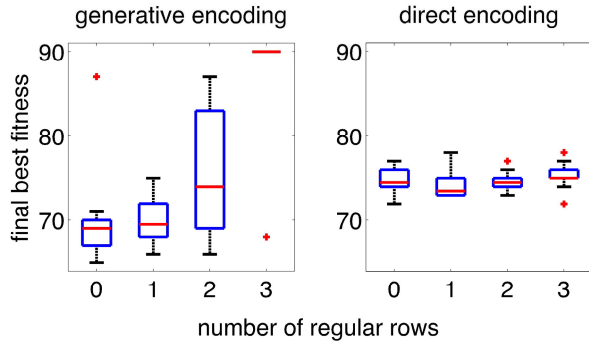 generative encoding
direct encoding
final best fitness
90
80
70
0 1 2 3
90
80
70
0 1 2 3
number of regular rows